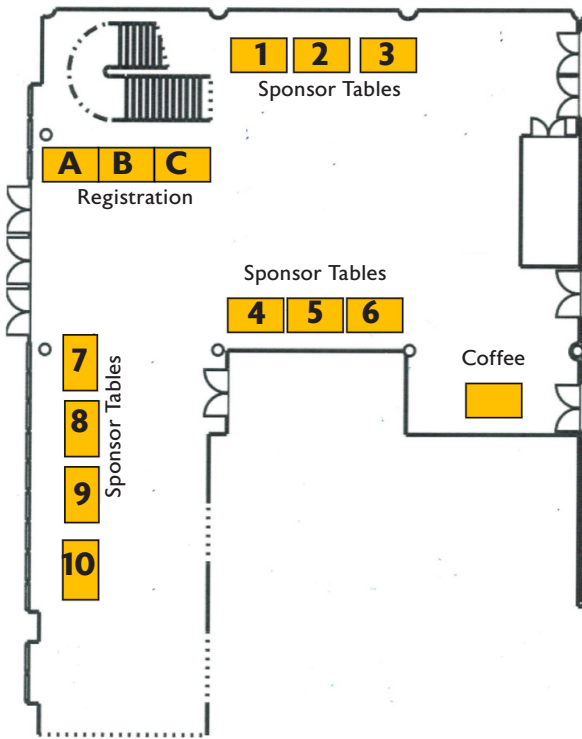 1 2 3
Sponsor Tables
A B C
Registration
Sponsor Tables
4 5 6
Coffee
7
8
9
10
Sponsor Tables